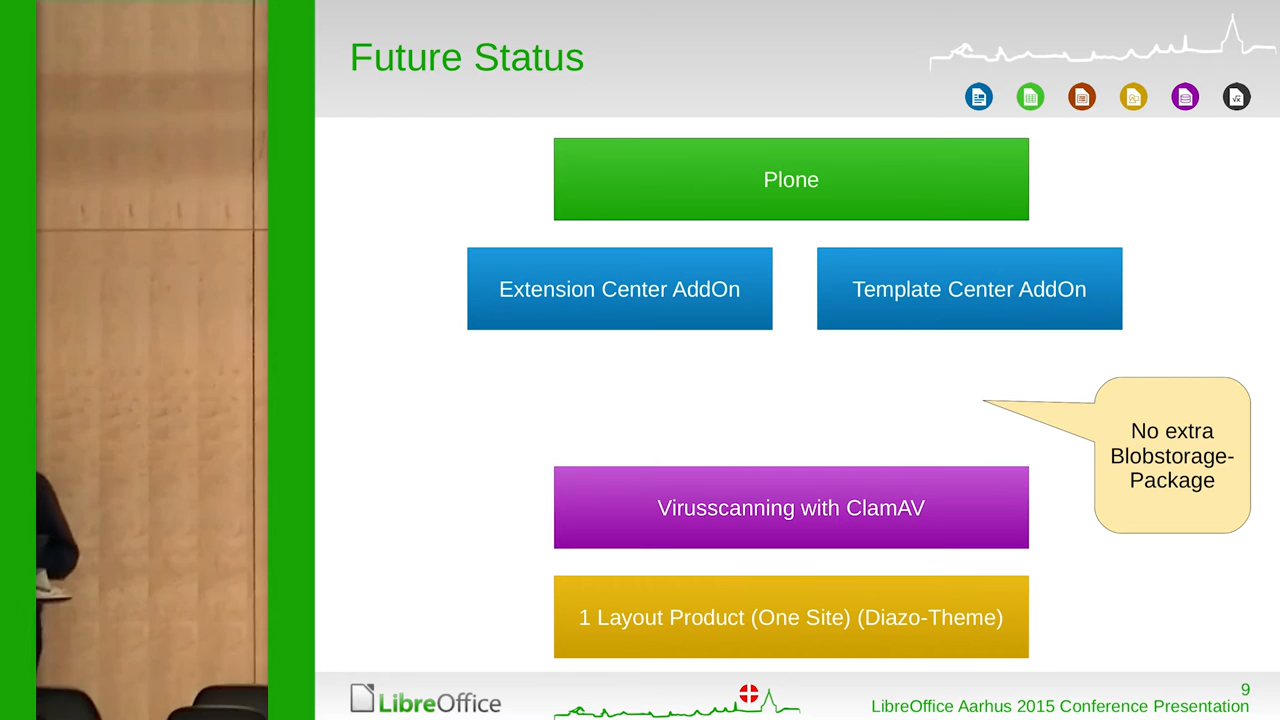 Future Status
Plone
Extension Center AddOn
Template Center AddOn
No extra
Blobstorage-
Package
Virusscanning with ClamAV
1 Layout Product (One Site) (Diazo-Theme)
LibreOffice
9
LibreOffice Aarhus 2015 Conference Presentation